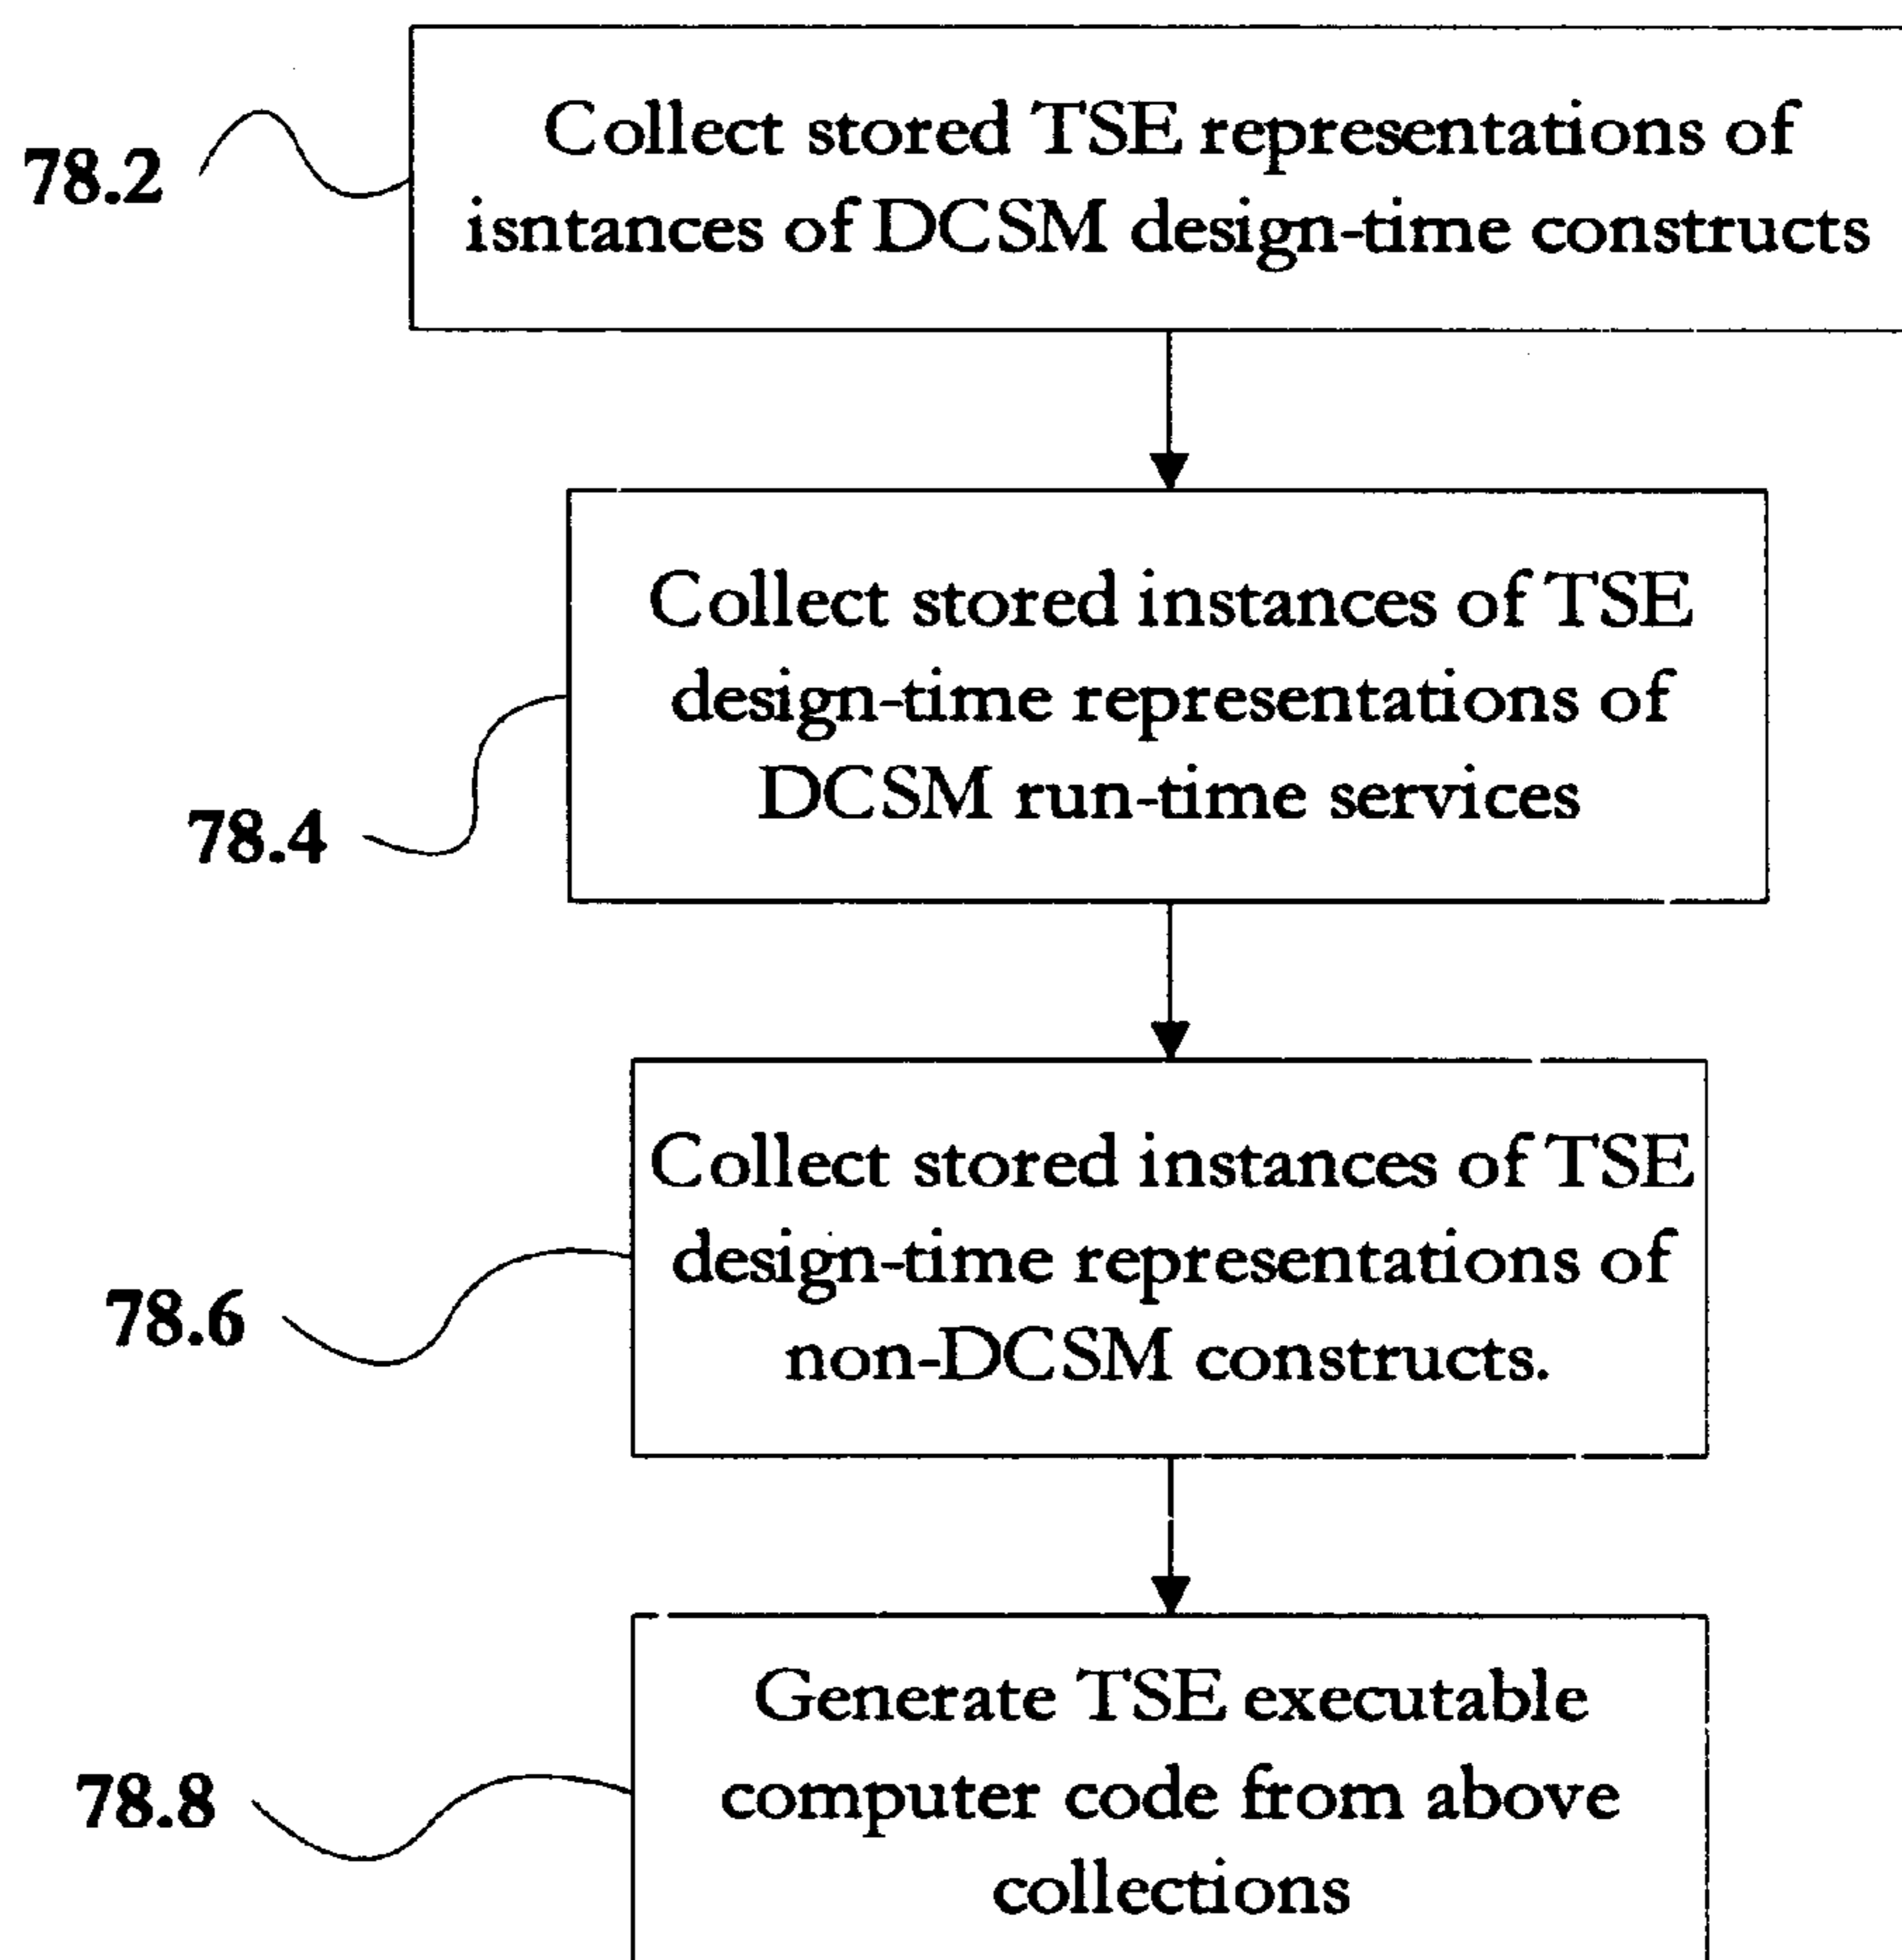 Collect stored TSE representations of
78.2
isntances of DCSM design-time constructs
Collect stored instances of TSE
design-time representations of
DCSM run-time services
78.4
Collect stored instances of TSE
design-time representations of
78.6
non-DCSM constructs.
Generate TSE executable
78.8
computer code from above
collections